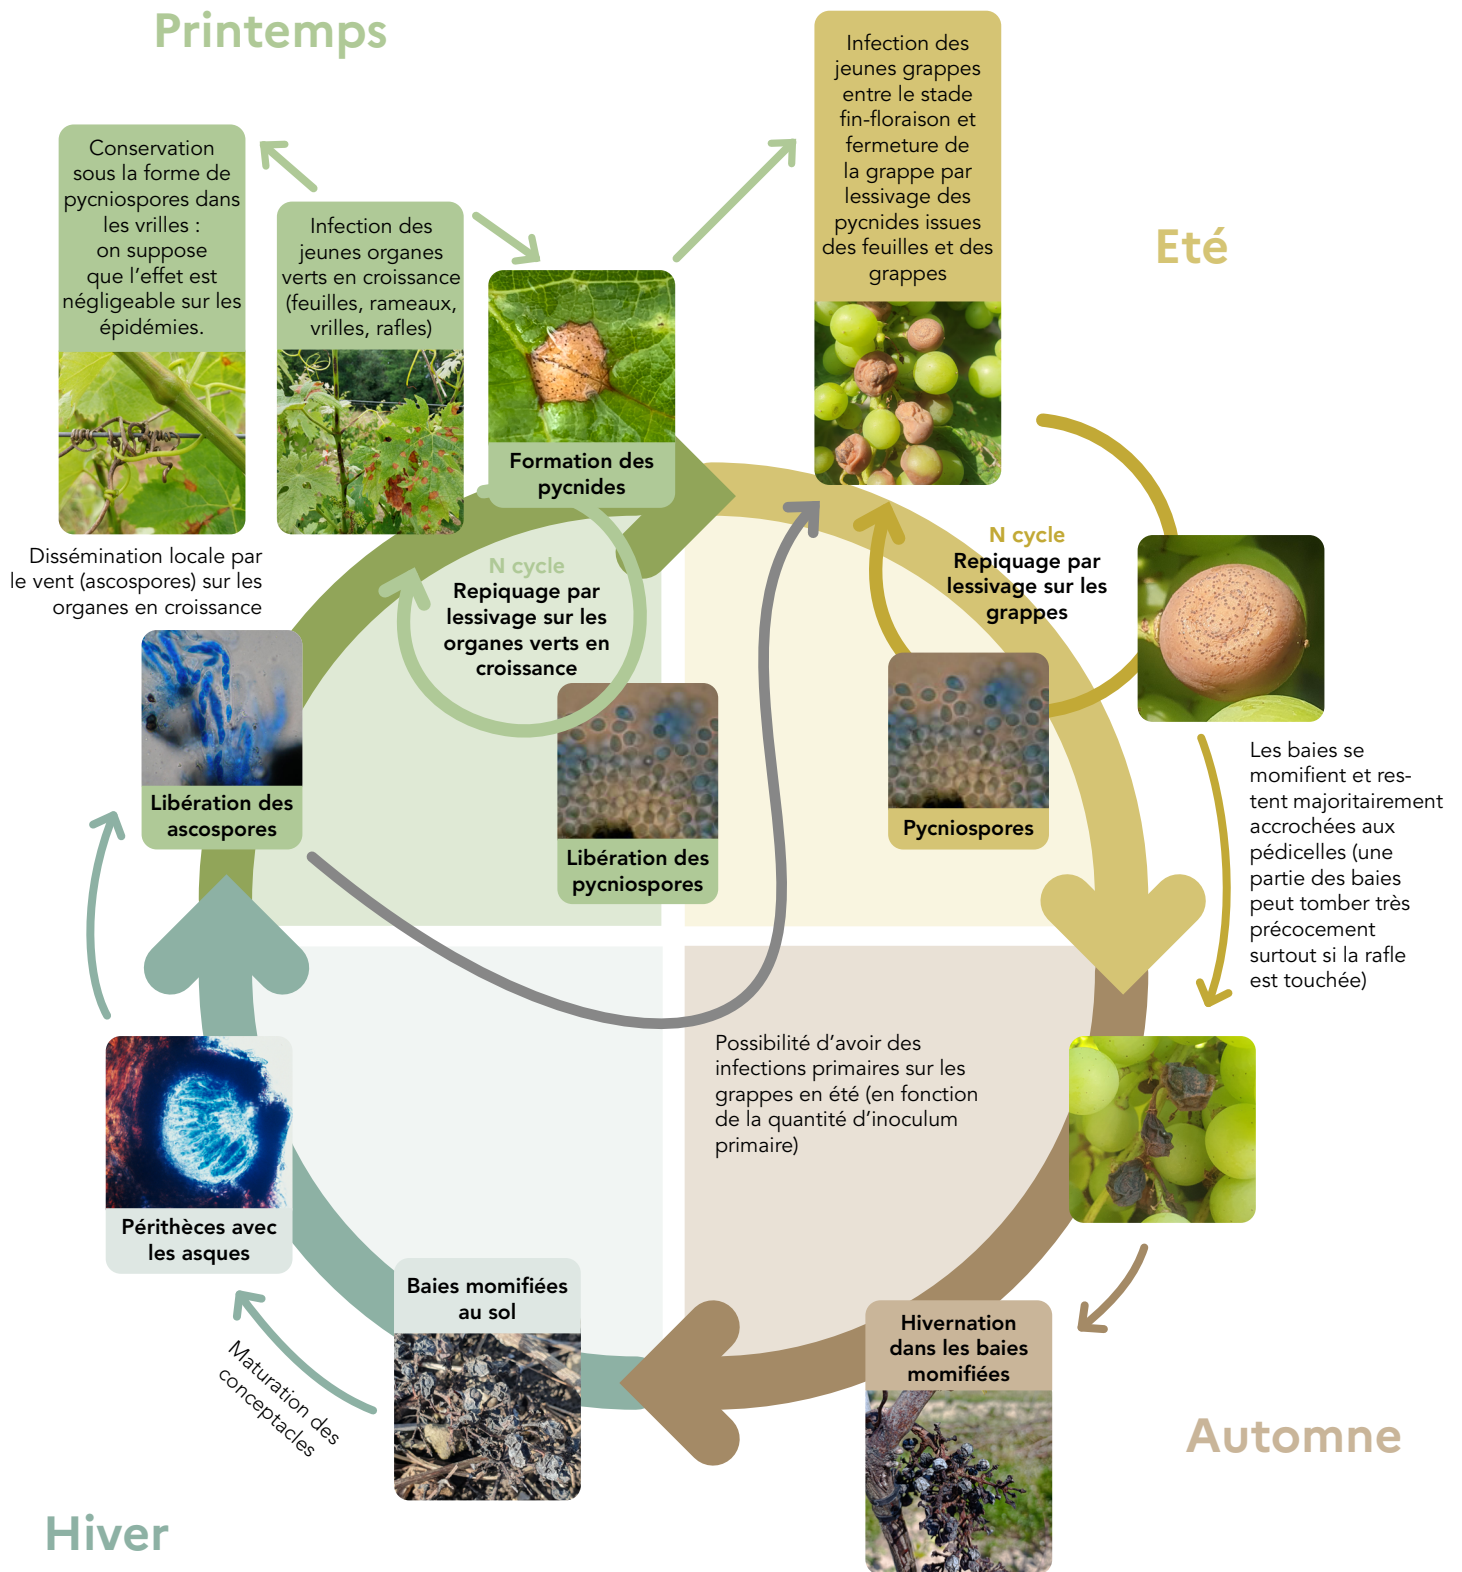 Printemps
Infection des
jeunes grappes
entre le stade
fin-floraison et
fermeture de
la grappe par
lessivage des
pycnides issues
des feuilles et des
grappes
Eté
Conservation
sous la forme de
pycniospores dans
les vrilles :
on suppose
que l'effet est
négligeable sur les
épidémies.
Infection des
jeunes organes
verts en croissance
(feuilles, rameaux,
vrilles, rafles)
Formation des
pycnides
Dissémination locale par
le vent (ascospores) sur les
organes en croissance
N cycle
Repiquage par
lessivage sur les
organes verts en
croissance
N cycle
Repiquage par
lessivage sur les
grappes
Libération des
ascospores
Libération des
pycniospores
Pycniospores
Les baies se
momifient et res-
tent majoritairement
accrochées aux
pédicelles (une
partie des baies
peut tomber très
précocement
surtout si la rafle
est touchée)
Possibilité d'avoir des
infections primaires sur les
grappes en été (en fonction
de la quantité d'inoculum
primaire)
Périthèces avec
les asques
Baies momifiées
au sol
Maturation des
conceptacles
Hivernation
dans les baies
momifiées
Automne
Hiver